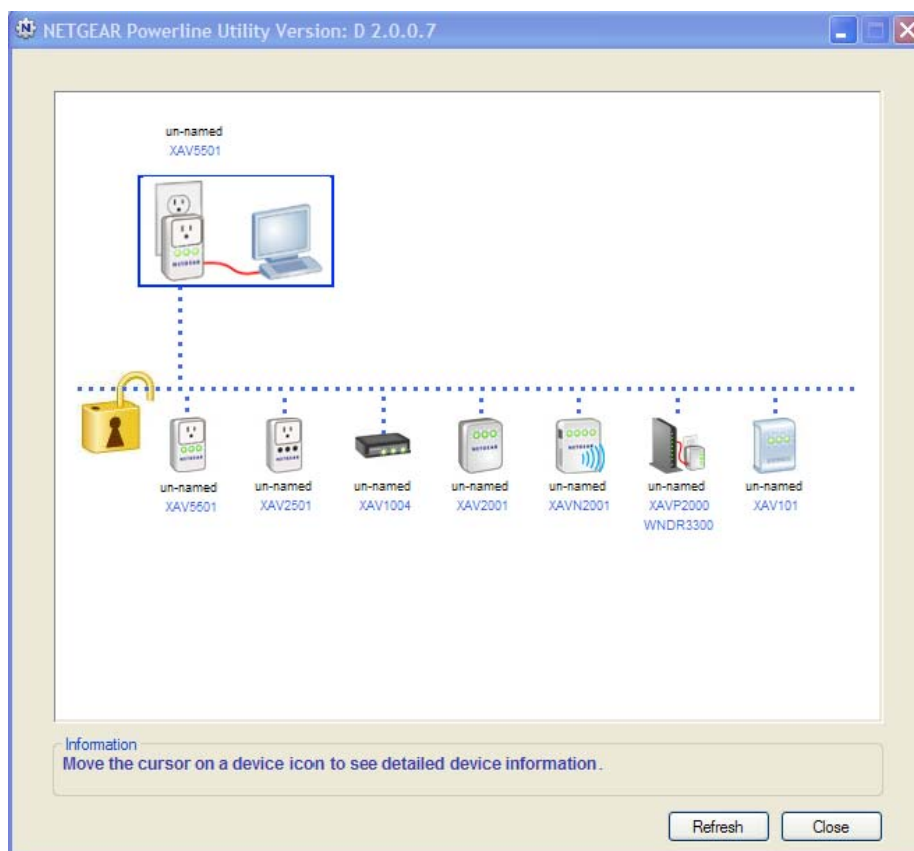 NETGEAR Powerline Utility Version: D 2.0.0.7
un-named
XAV5501
NETGEAR
un-named un-named un-named un-named un-named un-named un-named
XAV5501 XAV2501 XAV1004 XAV2001 XAVN2001 XAVP2000 XAV101
WNDR3300
Information
Move the cursor on a device icon to see detailed device information.
Refresh Close